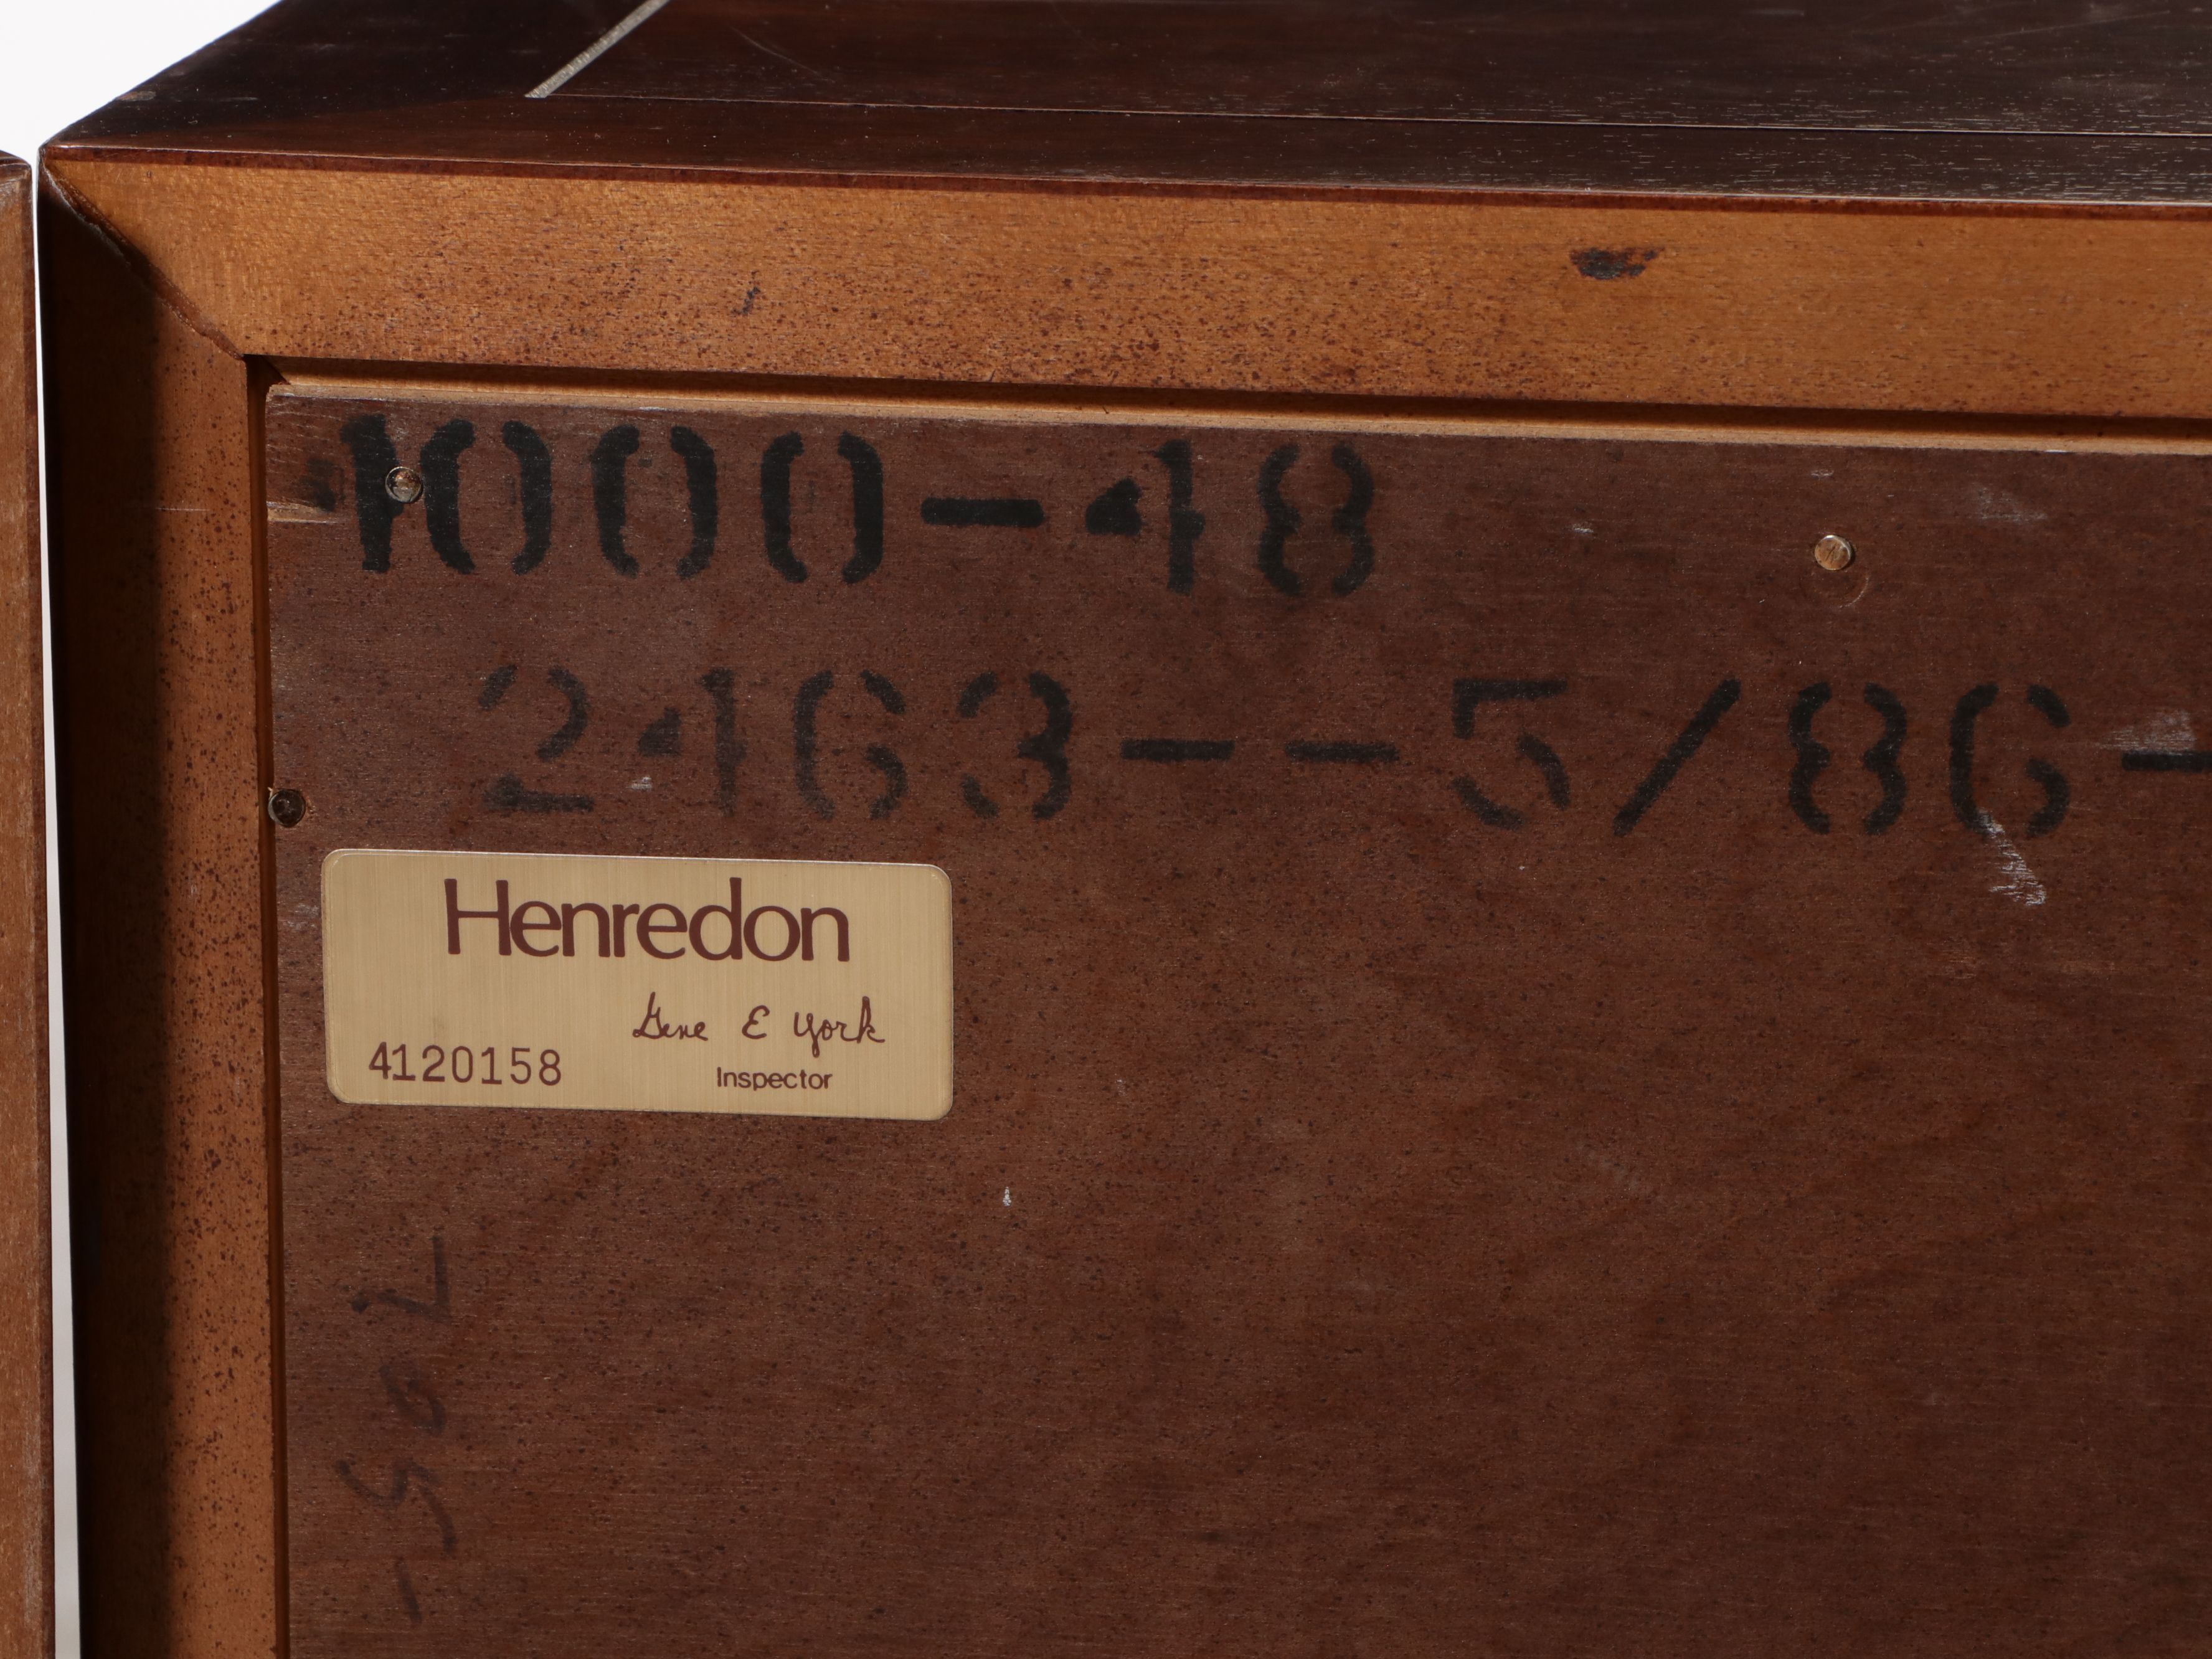 1000-48
2463--5/86-
Henredon
Gene E York
4120158
Inspector